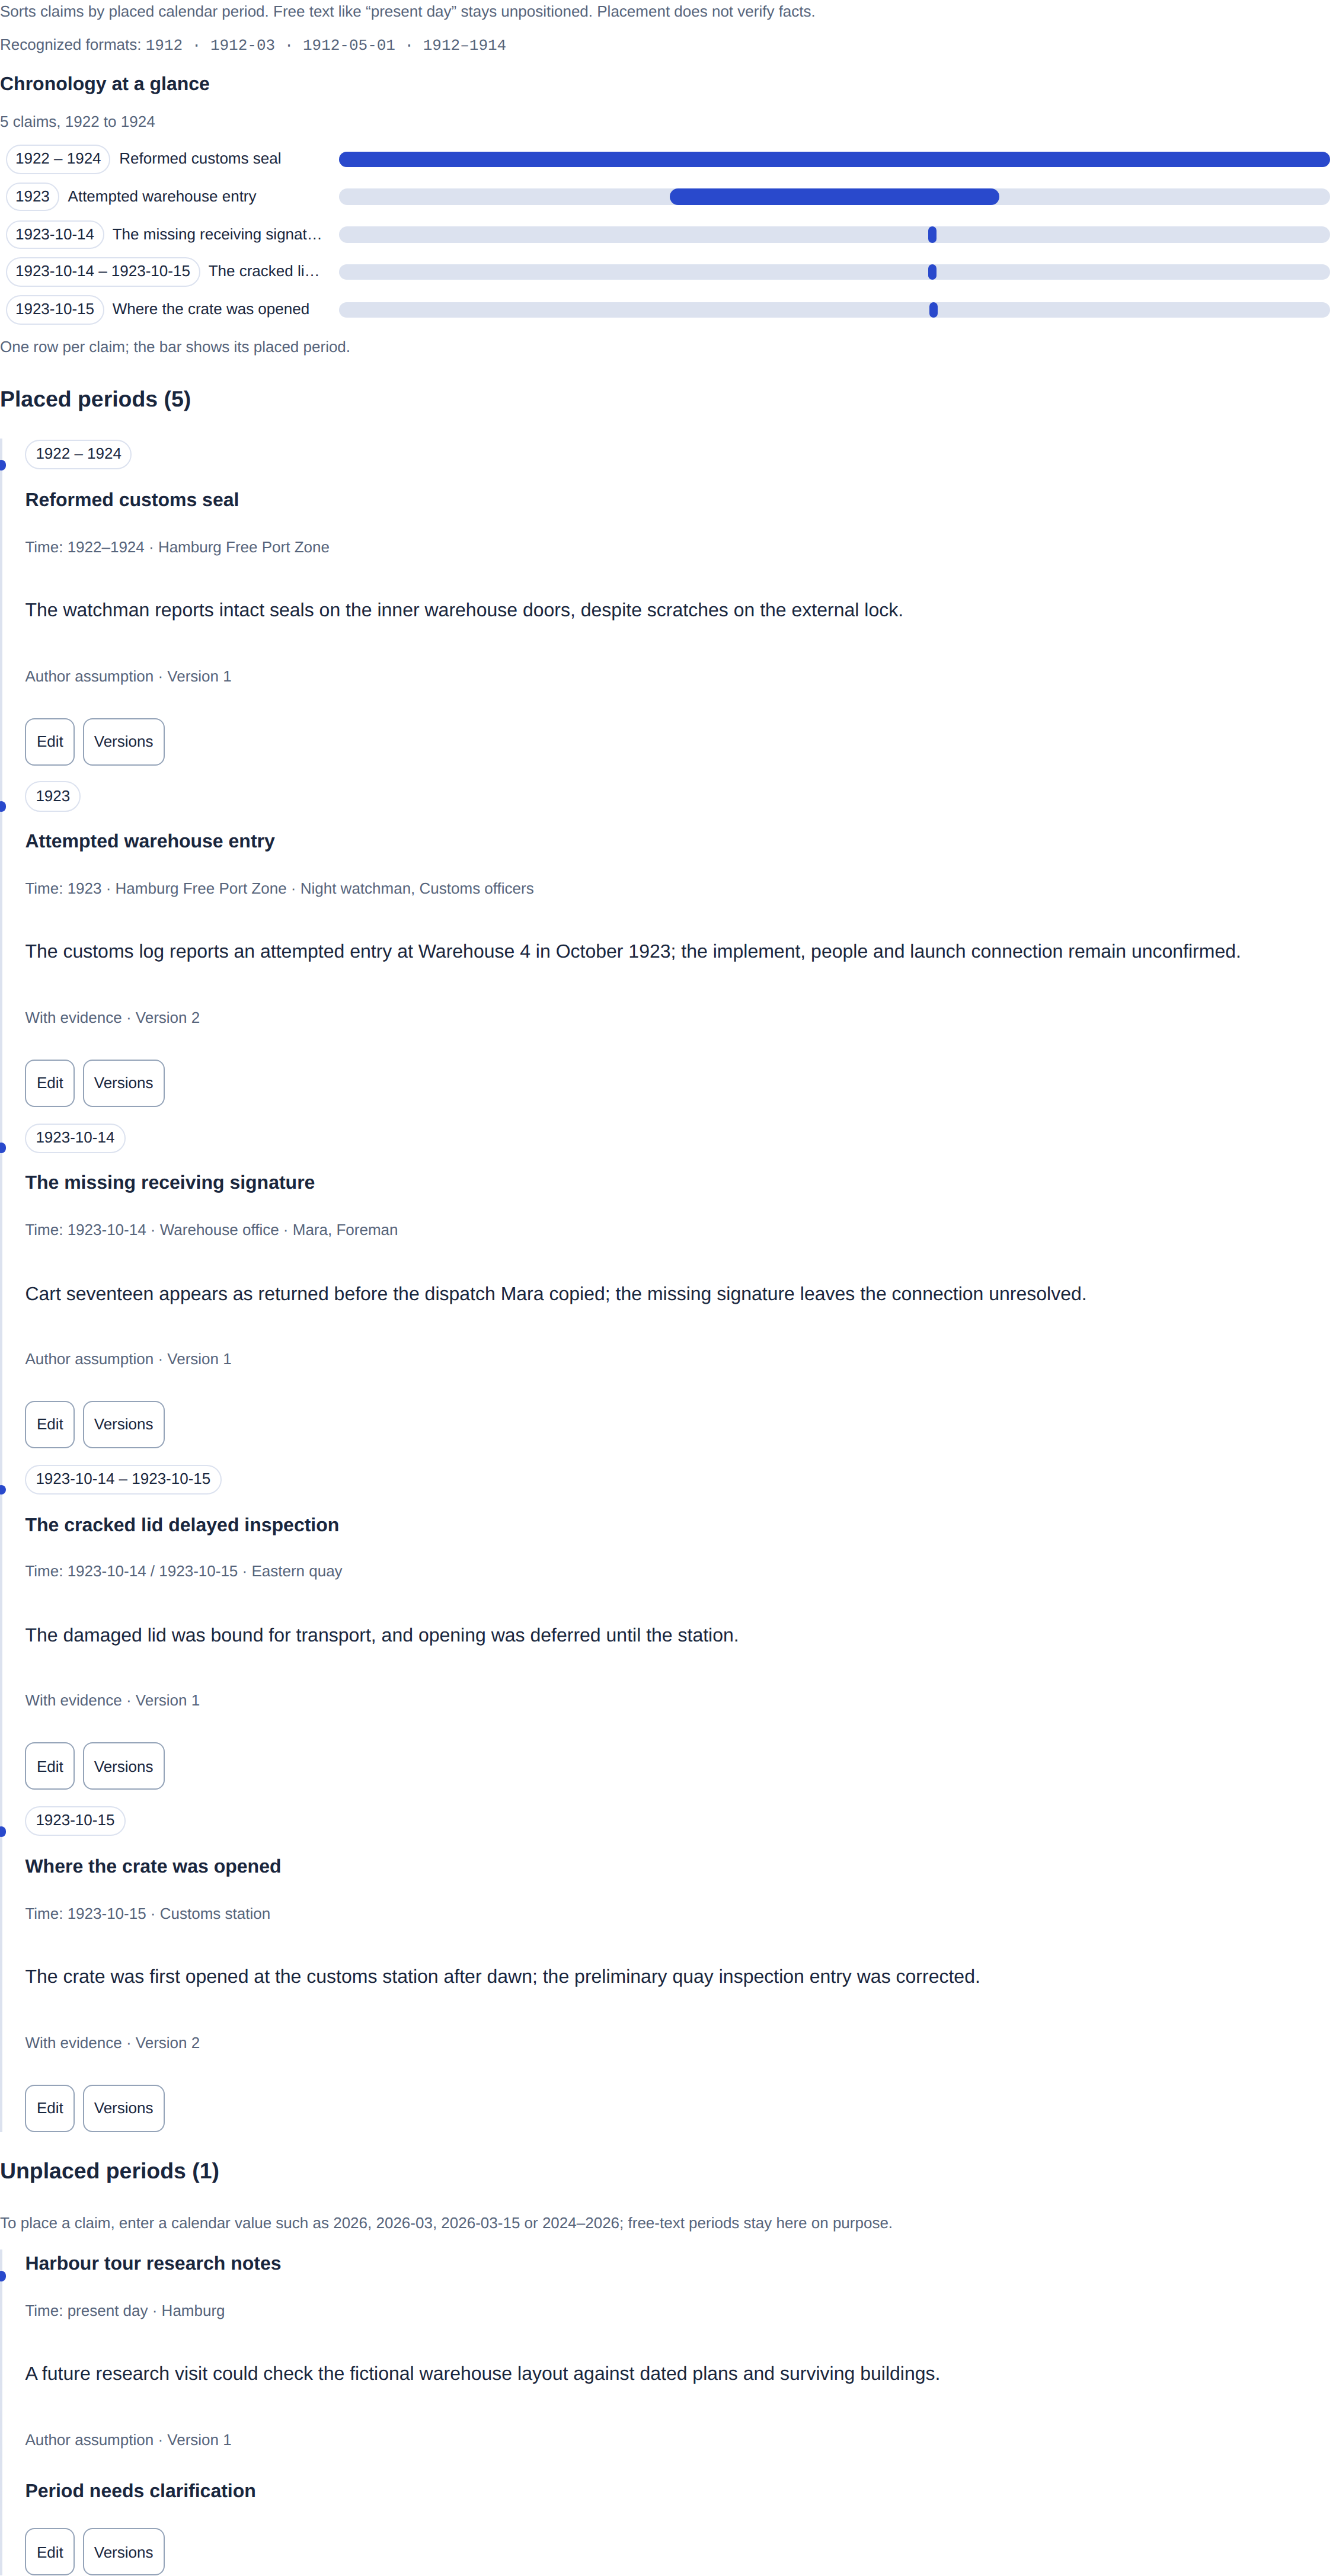 Sorts claims by placed calendar period. Free text like “present day” stays unpositioned. Placement does not verify facts.
Recognized formats: 1912 · 1912-03 · 1912-05-01 · 1912–1914
Chronology at a glance
5 claims, 1922 to 1924
1922 – 1924 Reformed customs seal
1923 Attempted warehouse entry
1923-10-14 The missing receiving signat…
1923-10-14 – 1923-10-15 The cracked li…
1923-10-15 Where the crate was opened
One row per claim; the bar shows its placed period.
Placed periods (5)
1922 – 1924
Reformed customs seal
Time: 1922–1924 · Hamburg Free Port Zone
The watchman reports intact seals on the inner warehouse doors, despite scratches on the external lock.
Author assumption · Version 1
Edit Versions
1923
Attempted warehouse entry
Time: 1923 · Hamburg Free Port Zone · Night watchman, Customs officers
The customs log reports an attempted entry at Warehouse 4 in October 1923; the implement, people and launch connection remain unconfirmed.
With evidence · Version 2
Edit Versions
1923-10-14
The missing receiving signature
Time: 1923-10-14 · Warehouse office · Mara, Foreman
Cart seventeen appears as returned before the dispatch Mara copied; the missing signature leaves the connection unresolved.
Author assumption · Version 1
Edit Versions
1923-10-14 – 1923-10-15
The cracked lid delayed inspection
Time: 1923-10-14 / 1923-10-15 · Eastern quay
The damaged lid was bound for transport, and opening was deferred until the station.
With evidence · Version 1
Edit Versions
1923-10-15
Where the crate was opened
Time: 1923-10-15 · Customs station
The crate was first opened at the customs station after dawn; the preliminary quay inspection entry was corrected.
With evidence · Version 2
Edit Versions
Unplaced periods (1)
To place a claim, enter a calendar value such as 2026, 2026-03, 2026-03-15 or 2024–2026; free-text periods stay here on purpose.
Harbour tour research notes
Time: present day · Hamburg
A future research visit could check the fictional warehouse layout against dated plans and surviving buildings.
Author assumption · Version 1
Period needs clarification
Edit Versions